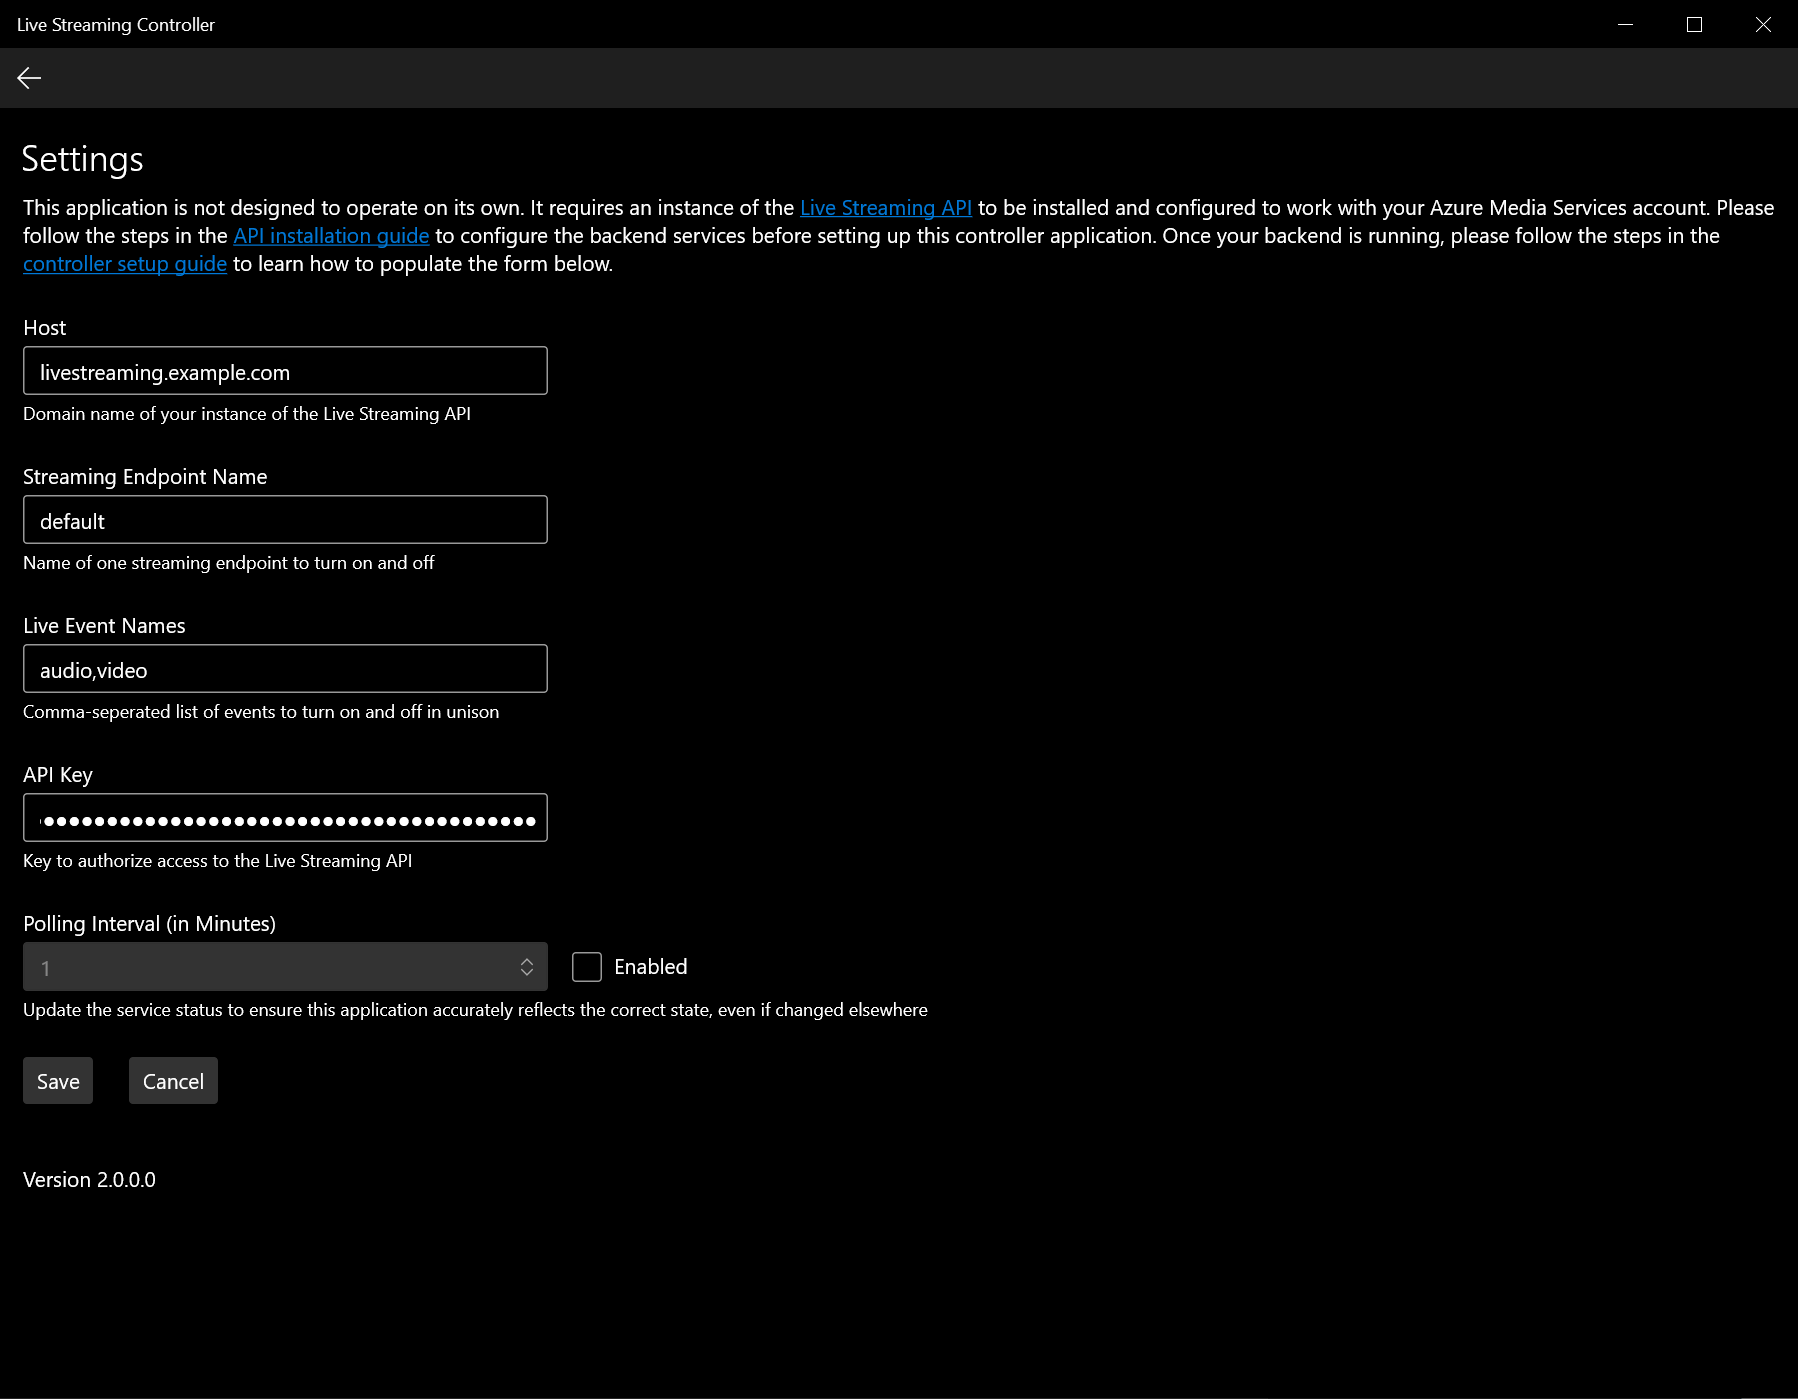 Live Streaming Controller
Settings
This application is not designed to operate on its own. It requires an instance of the Live Streaming API to be installed and configured to work with your Azure Media Services account. Please
follow the steps in the API installation guide to configure the backend services before setting up this controller application. Once your backend is running, please follow the steps in the
controller setup guide to learn how to populate the form below.
Host
livestreaming.example.com
Domain name of your instance of the Live Streaming API
Streaming Endpoint Name
default
Name of one streaming endpoint to turn on and off
Live Event Names
audio,video
Comma-seperated list of events to turn on and off in unison
API Key
Key to authorize access to the Live Streaming API
Polling Interval (in Minutes)
1
Enabled
Update the service status to ensure this application accurately reflects the correct state, even if changed elsewhere
Save
Cancel
Version 2.0.0.0